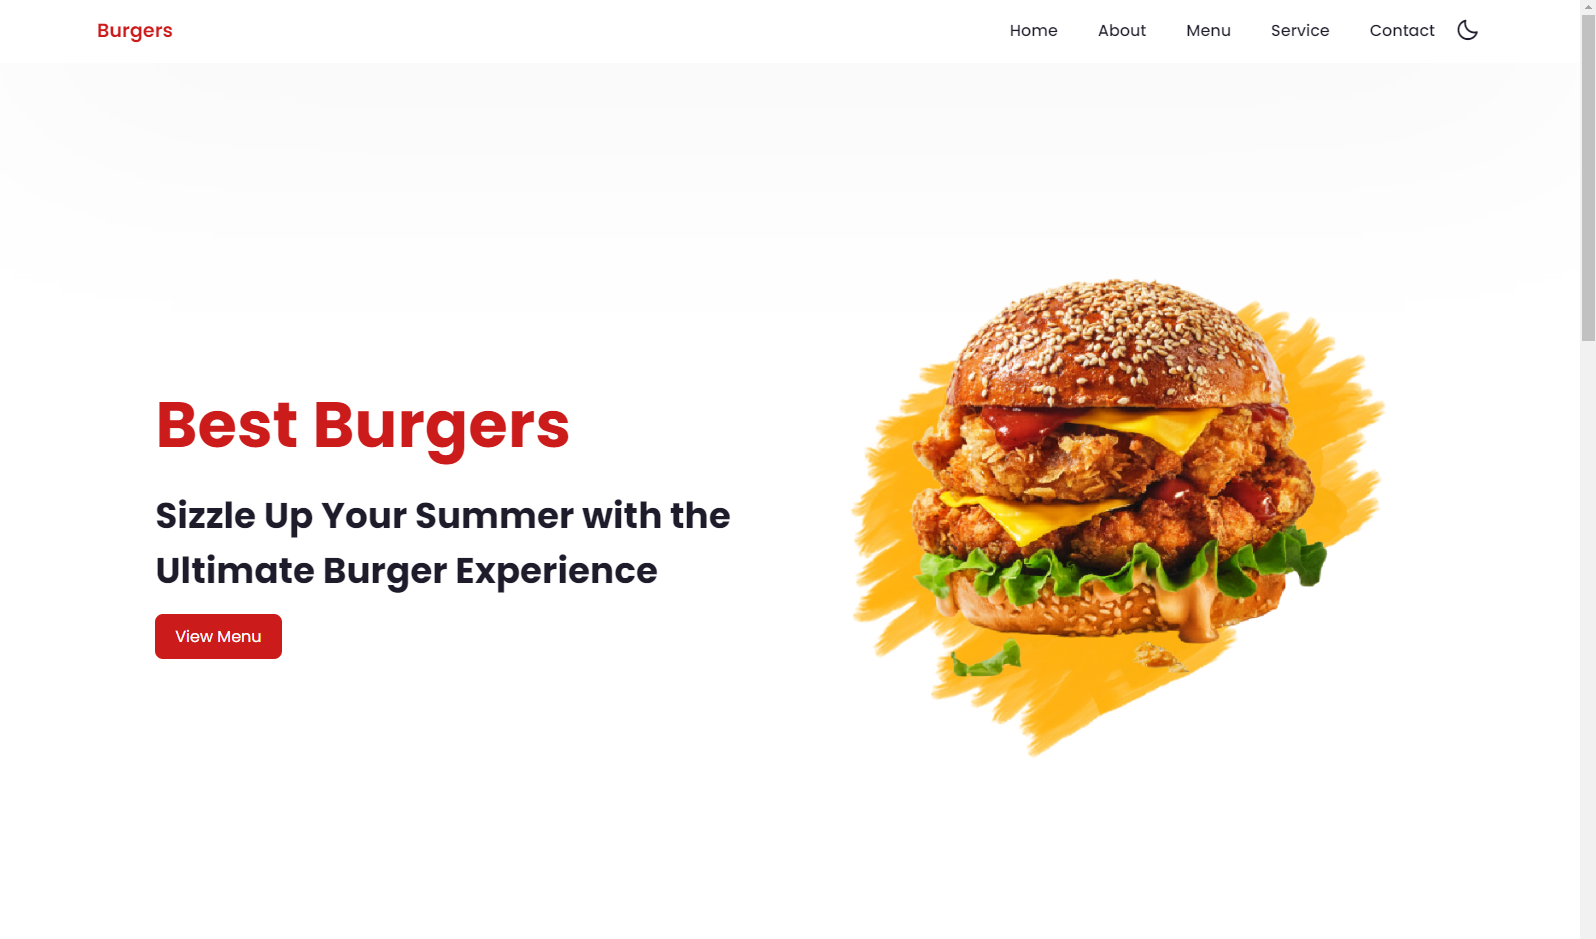 Burgers
Home
About
Menu
Service
Contact
Best Burgers
Sizzle Up Your Summer with the
Ultimate Burger Experience
View Menu